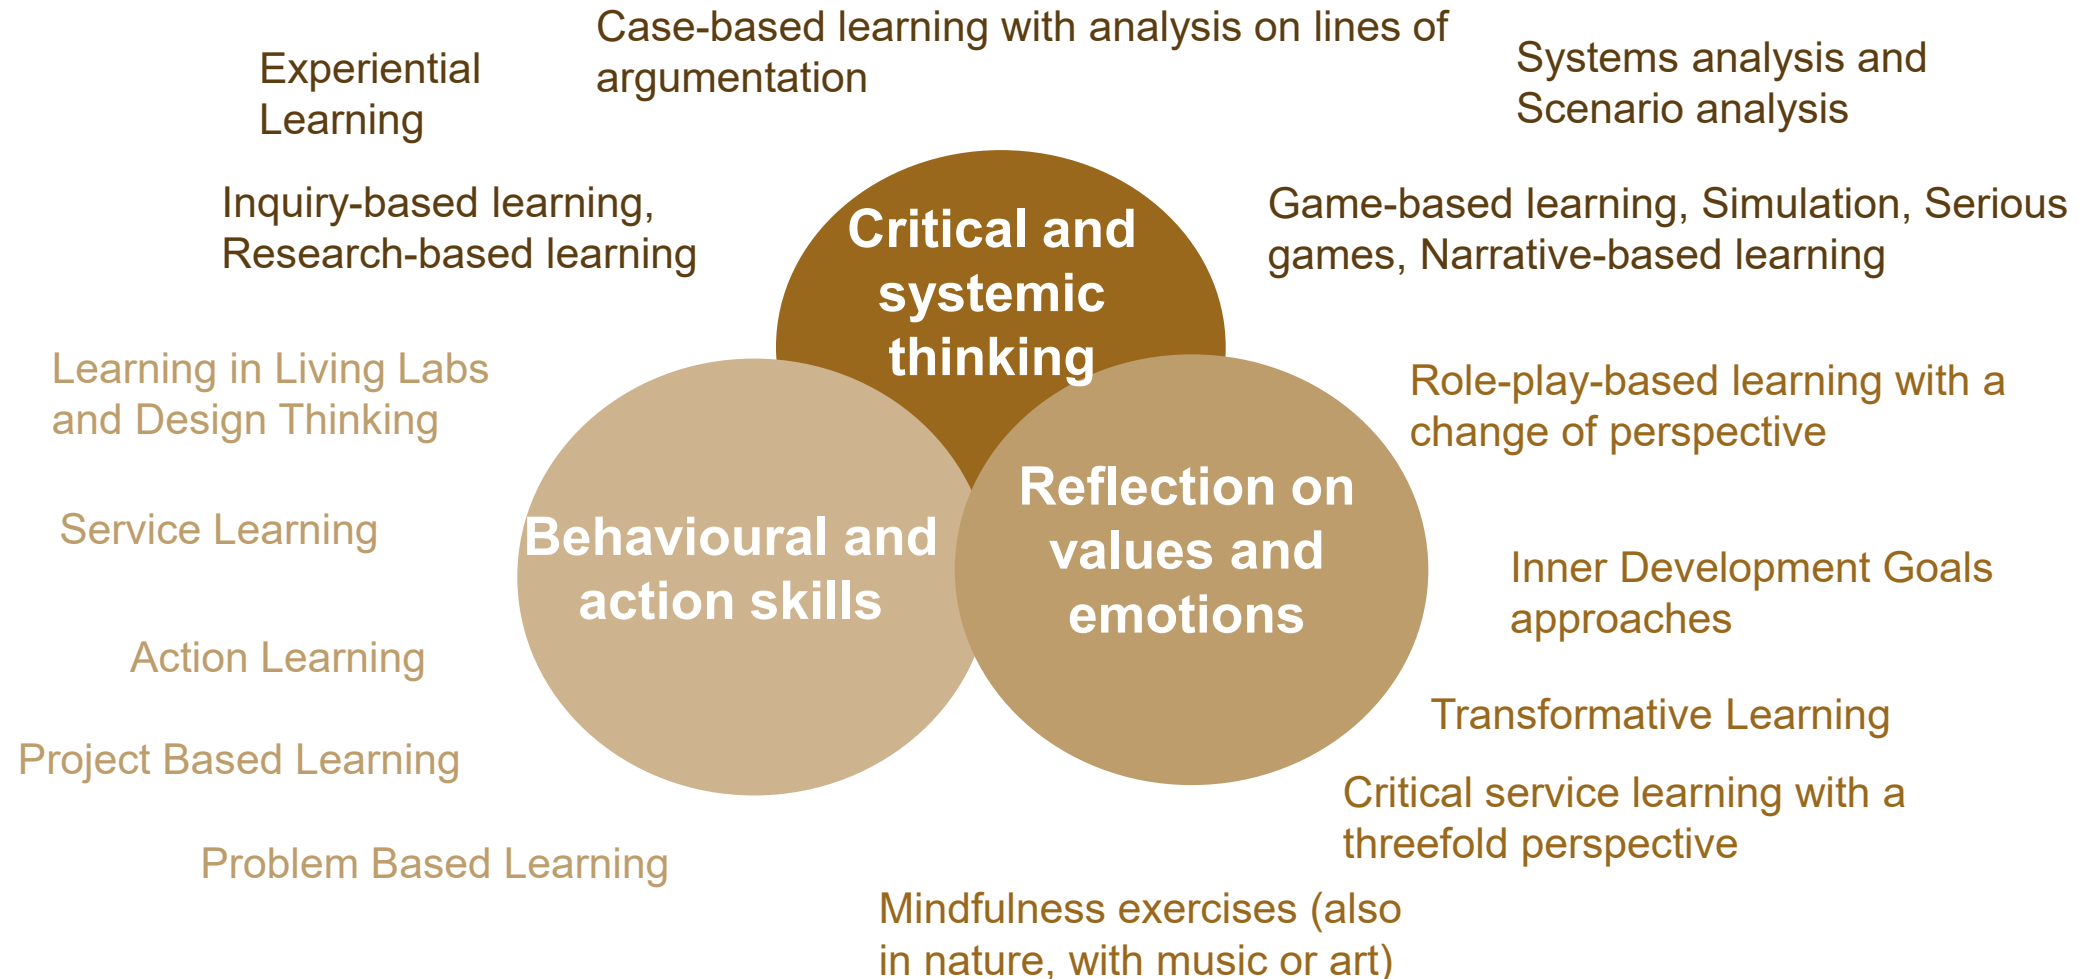 Case-based learning with analysis on lines of
argumentation
Experiential
Learning
Systems analysis and
Scenario analysis
Inquiry-based learning,
Research-based learning
Game-based learning, Simulation, Serious
games, Narrative-based learning
Critical and
systemic
thinking
Learning in Living Labs
and Design Thinking
Role-play-based learning with a
change of perspective
Service Learning
Behavioural and
action skills
Reflection on
values and
emotions
Inner Development Goals
approaches
Action Learning
Transformative Learning
Project Based Learning
Critical service learning with a
threefold perspective
Problem Based Learning
Mindfulness exercises (also
in nature, with music or art)